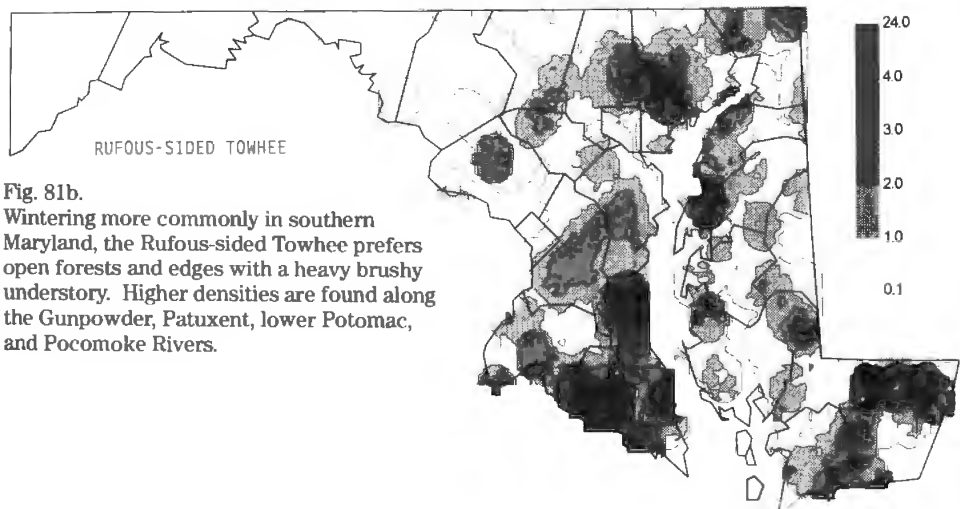 RUFOUS-SIDED TOWHEE
Fig. 81b.
Wintering more commonly in southern
Maryland, the Rufous-sided Towhee prefers
open forests and edges with a heavy brushy
understory. Higher densities are found along
the Gunpowder, Patuxent, lower Potomac,
and Pocomoke Rivers.
24.0
4.0
3.0
2.0
1.0
0.1